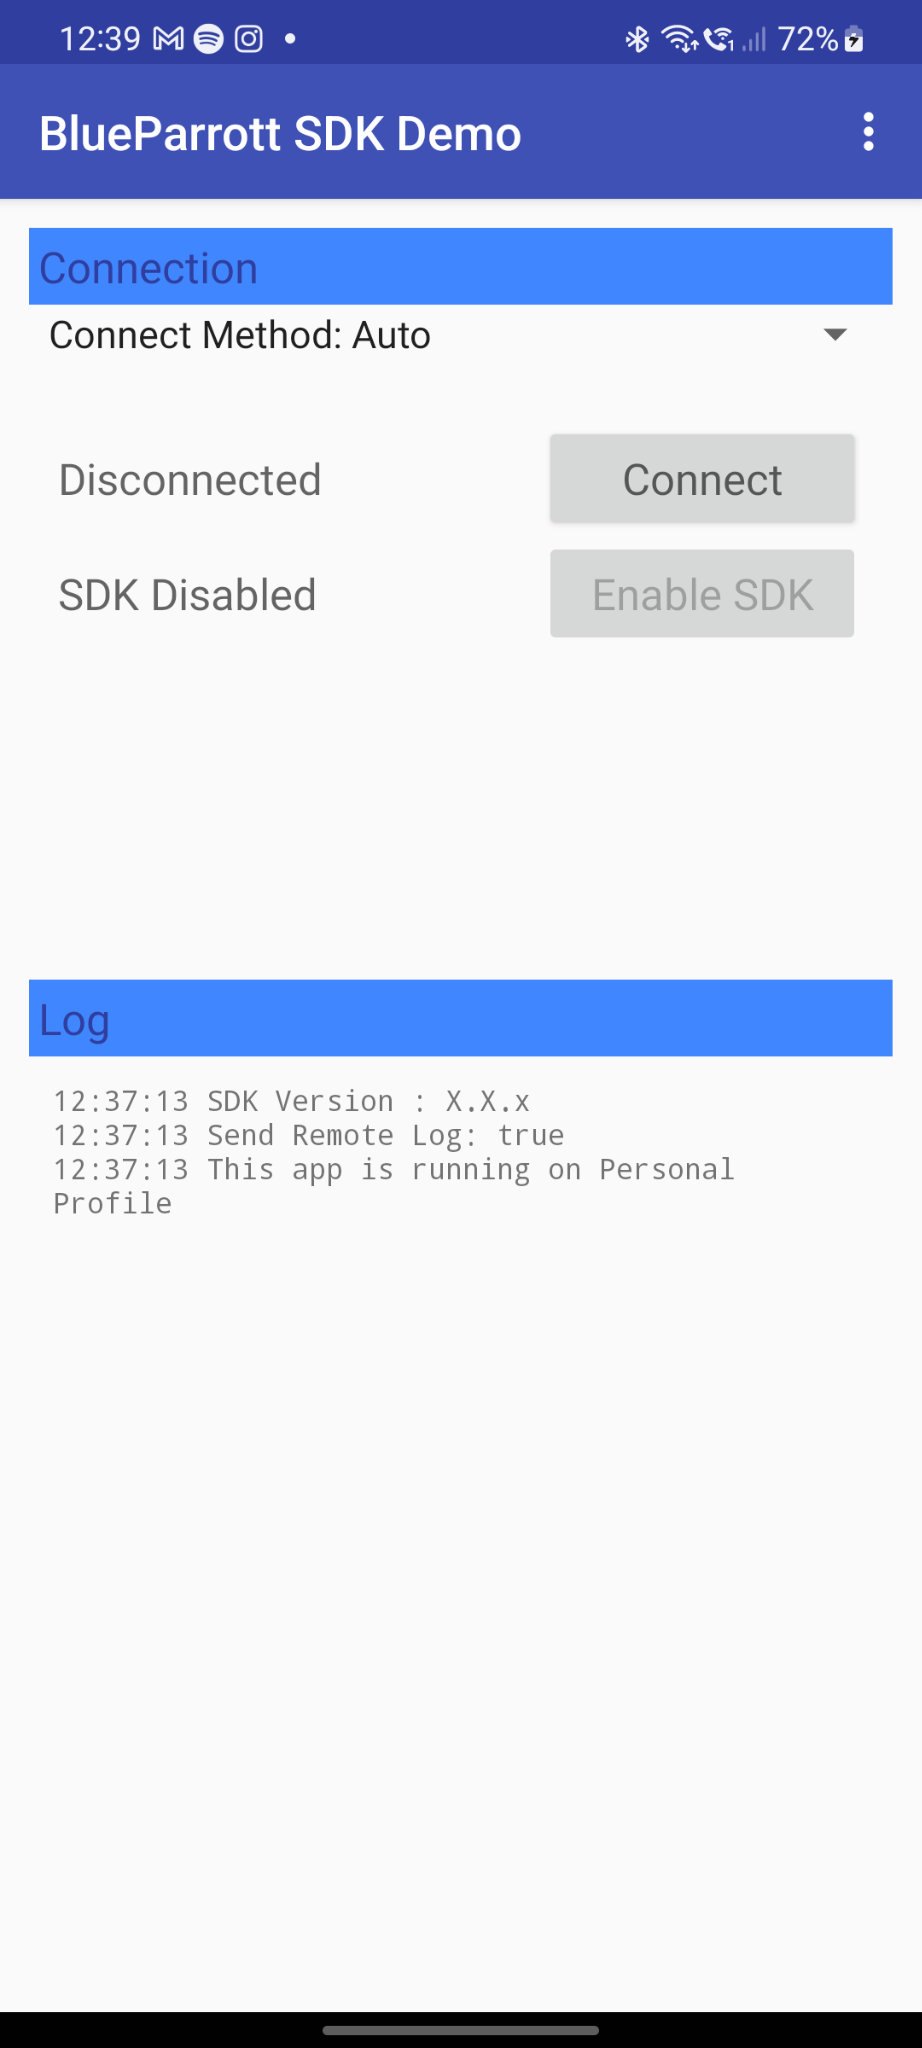 12:39
72%
BlueParrott SDK Demo
Connection
Connect Method: Auto
Disconnected
Connect
SDK Disabled
Enable SDK
Log
12:37:13 SDK Version : X.X.x
12:37:13 Send Remote Log: true
12:37:13 This app is running on Personal
Profile